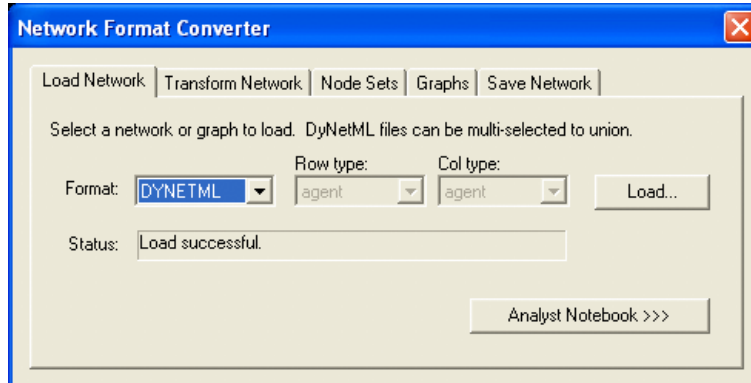 Network Format Converter
Load Network Transform Network Node Sets Graphs Save Network
Select a network or graph to load. DyNetML files can be multi-selected to union.
Row type: Col type:
Format: DYNETML agent agent Load...
Status: Load successful.
Analyst Notebook >>>